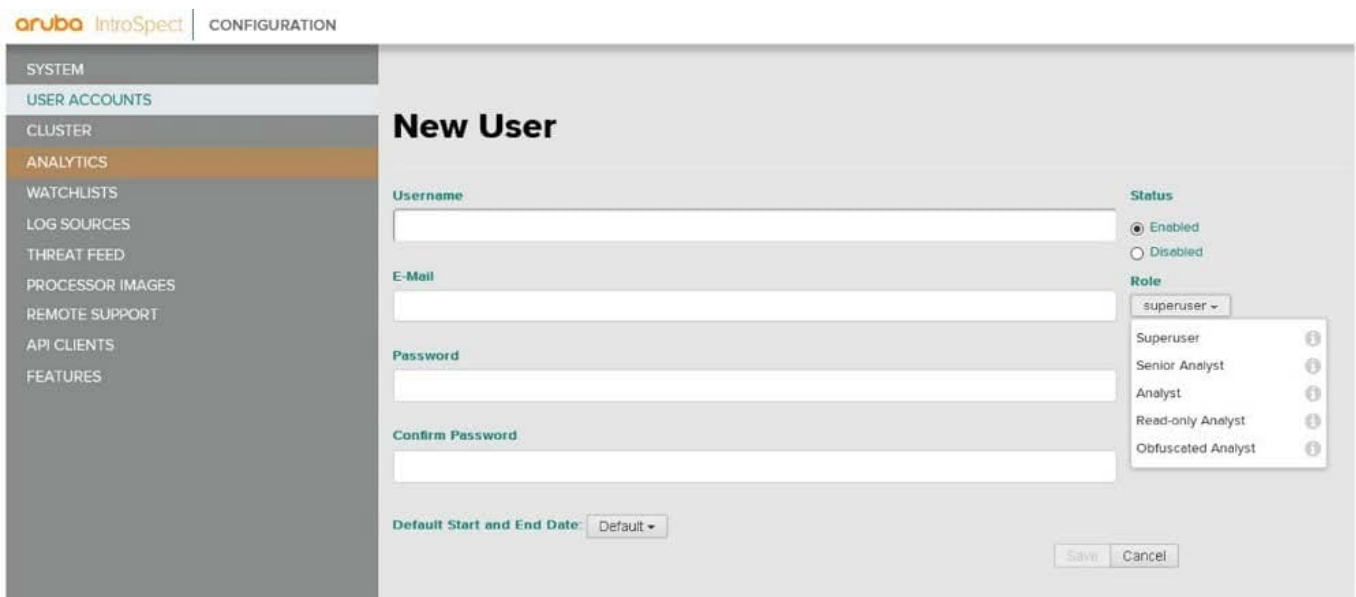 aruba IntroSpect CONFIGURATION
SYSTEM
USER ACCOUNTS
CLUSTER
ANALYTICS
WATCHLISTS
LOG SOURCES
THREAT FEED
PROCESSOR IMAGES
REMOTE SUPPORT
API CLIENTS
FEATURES
New User
Username
E-Mail
Password
Confirm Password
Default Start and End Date: Default
Status
Enabled
Disabled
Role
superuser
Superuser
Senior Analyst
Analyst
Read-only Analyst
Obfuscated Analyst
Save Cancel